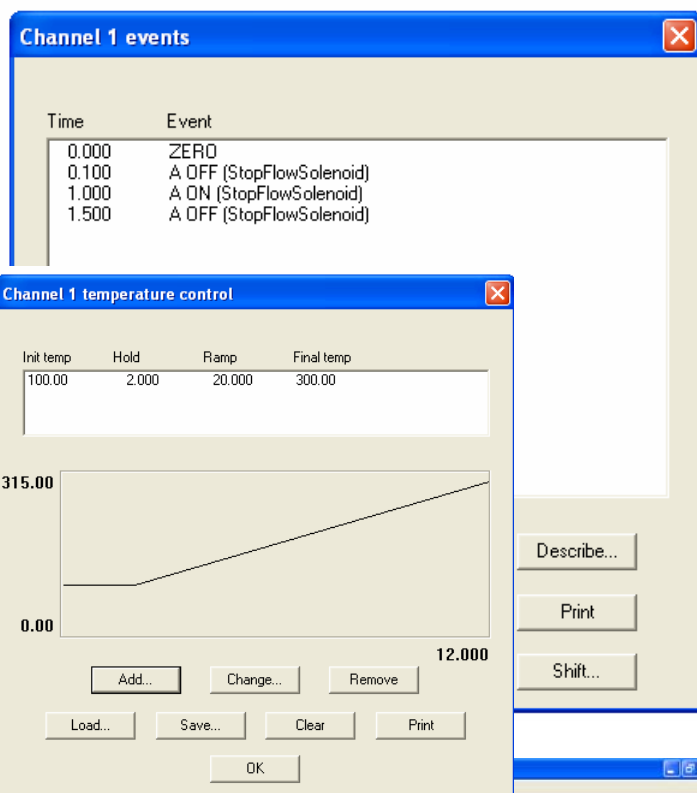 Channel 1 events
Time Event
0.000 ZERO
0.100 A OFF (StopFlowSolenoid)
1.000 A ON (StopFlowSolenoid)
1.500 A OFF (StopFlowSolenoid)
Channel 1 temperature control
Init temp Hold Ramp Final temp
100.00 2.000 20.000 300.00
315.00
0.00
12.000
Add... Change... Remove
Load... Save... Clear Print
OK
Describe...
Print
Shift...